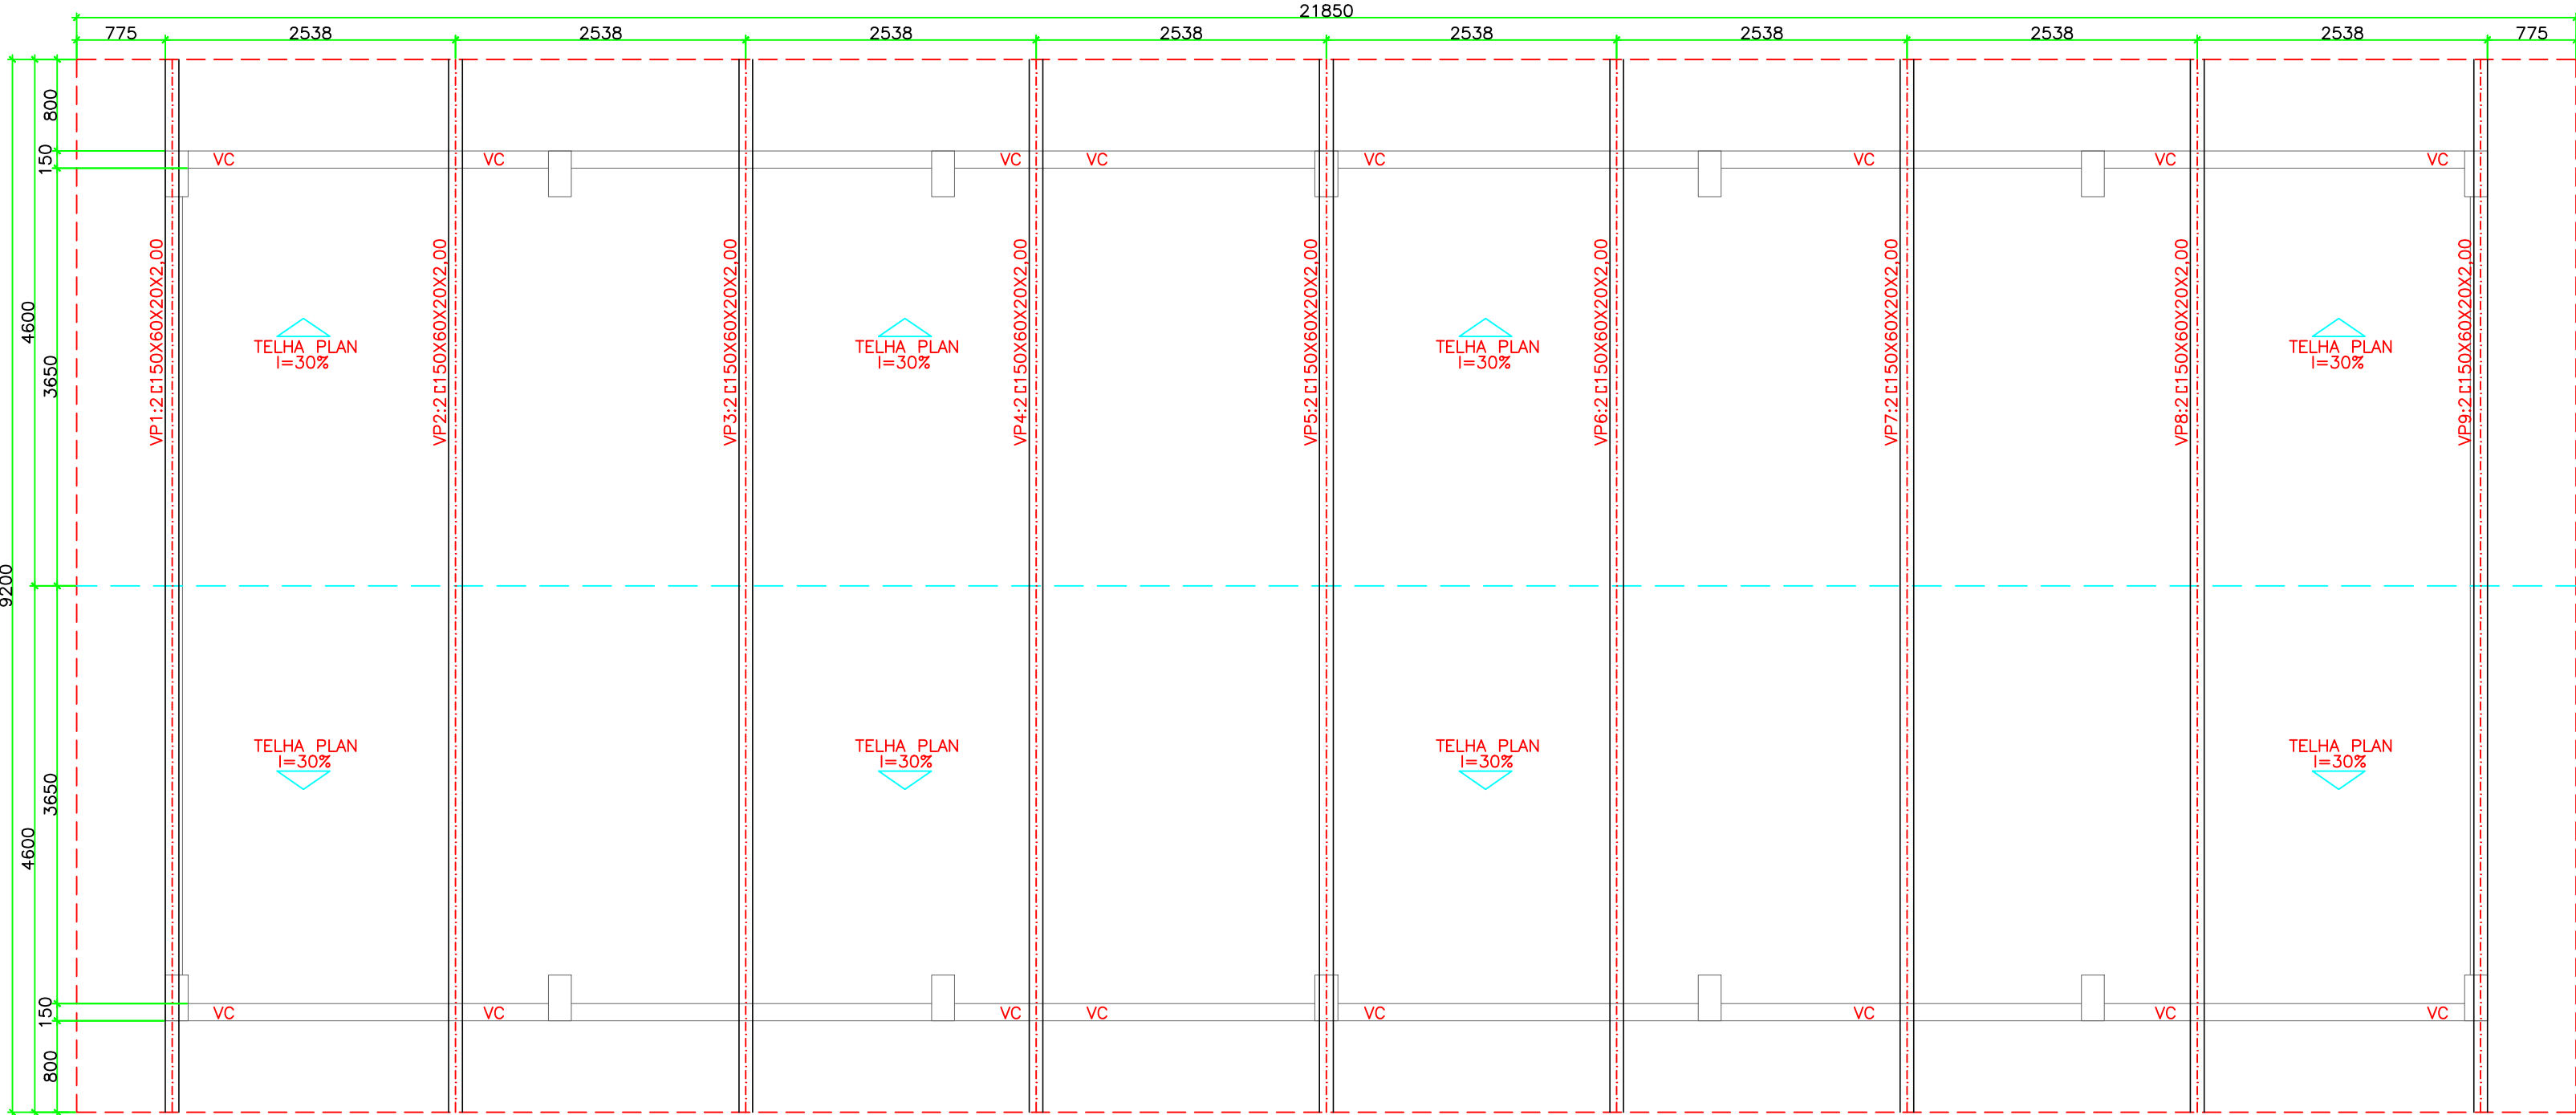 21850
775 2538 2538 2538 2538 2538 2538 2538 2538 775
800
150
VC VC VC VC VC VC VC VC
4600
3650
VP1:2⊏150X60X20X2,00
VP2:2⊏150X60X20X2,00
VP3:2⊏150X60X20X2,00
VP4:2⊏150X60X20X2,00
VP5:2⊏150X60X20X2,00
VP6:2⊏150X60X20X2,00
VP7:2⊏150X60X20X2,00
VP8:2⊏150X60X20X2,00
VP9:2⊏150X60X20X2,00
TELHA PLAN TELHA PLAN TELHA PLAN TELHA PLAN
I=30% I=30% I=30% I=30%
9200
TELHA PLAN TELHA PLAN TELHA PLAN TELHA PLAN
I=30% I=30% I=30% I=30%
3650
4600
150
VC VC VC VC VC VC VC VC
800